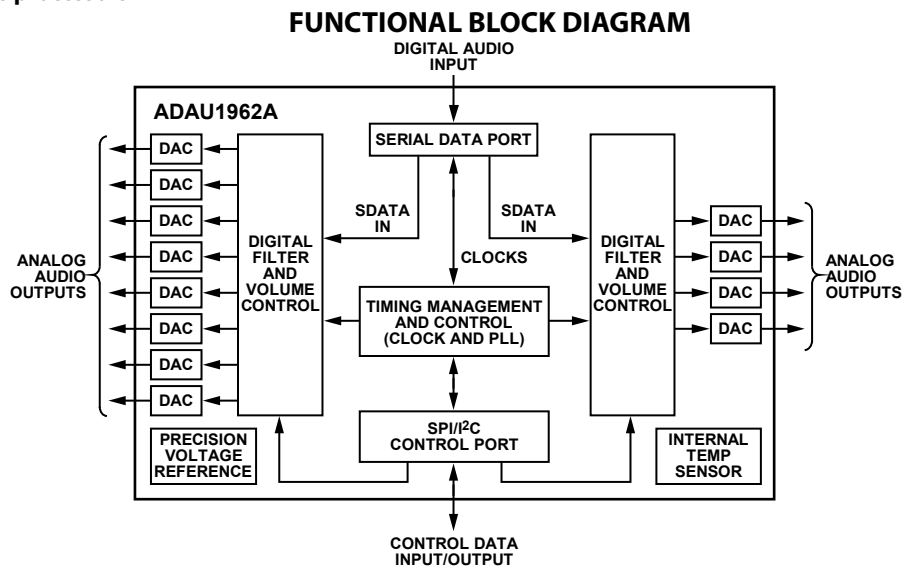 FUNCTIONAL BLOCK DIAGRAM
DIGITAL AUDIO
INPUT
ADAU1962A
SERIAL DATA PORT
DAC
DAC
DAC
DAC
DAC
DAC
DAC
DAC
DIGITAL
FILTER
AND
VOLUME
CONTROL
SDATA
IN
SDATA
IN
CLOCKS
DIGITAL
FILTER
AND
VOLUME
CONTROL
DAC
DAC
DAC
DAC
ANALOG
AUDIO
OUTPUTS
ANALOG
AUDIO
OUTPUTS
TIMING MANAGEMENT
AND CONTROL
(CLOCK AND PLL)
SPI/I²C
CONTROL PORT
PRECISION
VOLTAGE
REFERENCE
INTERNAL
TEMP
SENSOR
CONTROL DATA
INPUT/OUTPUT